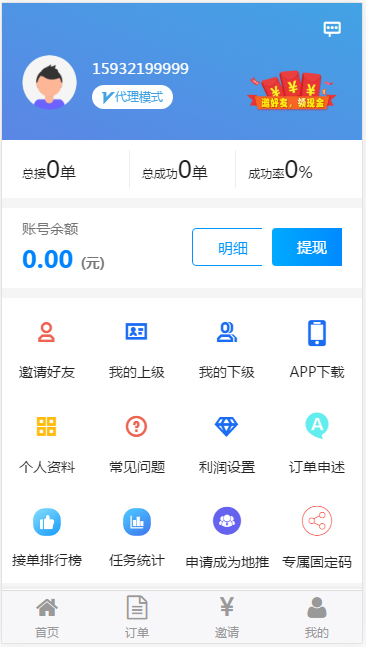 15932199999
代理模式
邀好友，领现金
总接0单 总成功0单 成功率0%
账号余额
0.00 (元)
明细 提现
邀请好友 我的上级 我的下级 APP下载
个人资料 常见问题 利润设置 订单申述
接单排行榜 任务统计 申请成为地推 专属固定码
首页 订单 邀请 我的